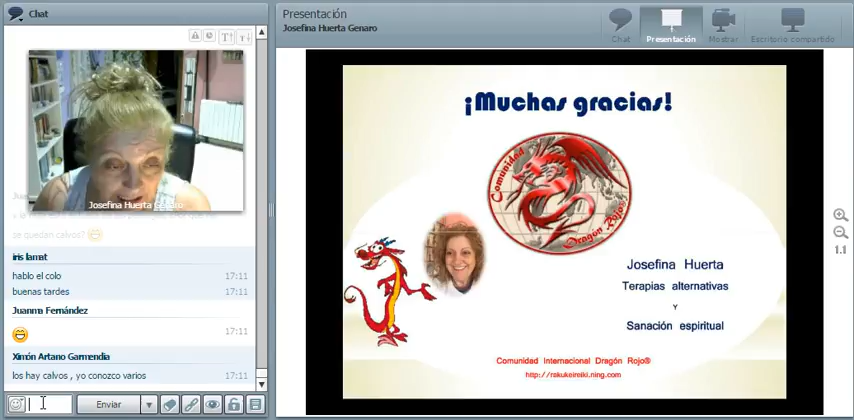 Chat
Josefina Huerta Genaro
se quedan calvos?
iris lamat
hablo el colo
17:11
buenas tardes
17:11
Juanma Fernández
17:11
Ximón Artano Garmendia
los hay calvos , yo conozco varios
17:11
Enviar
Presentación
Josefina Huerta Genaro
Chat
Presentación
Mostrar
Escritorio compartido
¡Muchas gracias!
Comunidad
Dragón Rojo
Josefina Huerta
Terapias alternativas
Y
Sanación espiritual
Comunidad Internacional Dragón Rojo®
http://rakukeireiki.ning.com
1.1